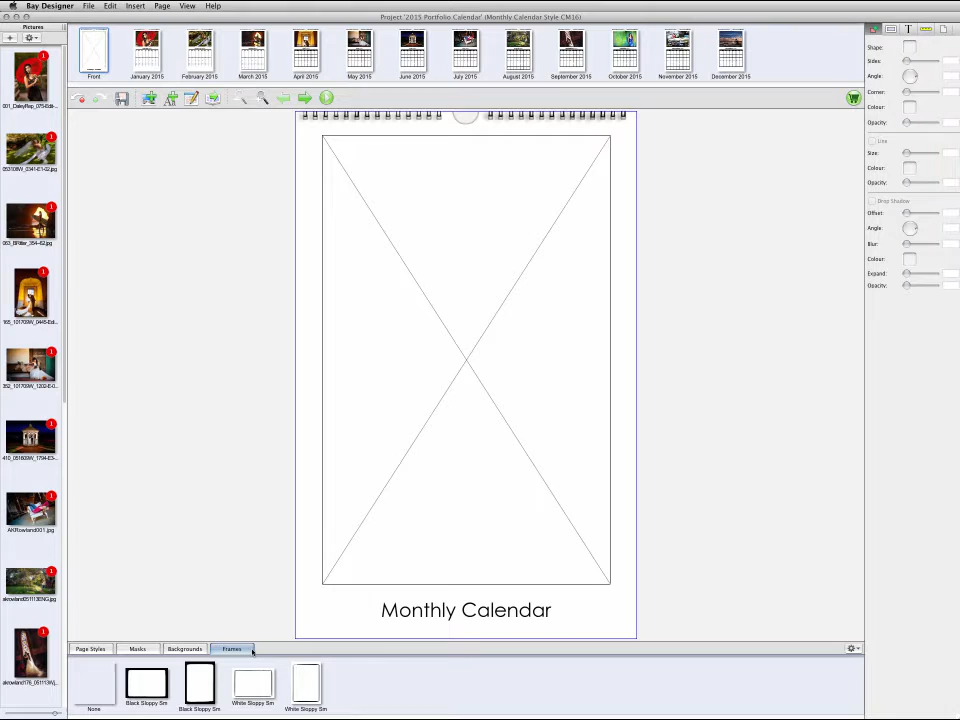 Bay Designer File Edit Insert Page View Help
Project '2015 Portfolio Calendar' (Monthly Calendar Style CM16)
Pictures
Front
January 2015
February 2015
March 2015
April 2015
May 2015
June 2015
July 2015
August 2015
September 2015
October 2015
November 2015
December 2015
Shape:
Sides:
Angle:
Corner:
Colour:
Opacity:
Line
Size:
Colour:
Opacity:
Drop Shadow
Offset:
Angle:
Blur:
Colour:
Expand:
Opacity:
AKRowland001.jpg
Monthly Calendar
Page Styles
Masks
Backgrounds
Frames
None
Black Sloppy Sm
Black Sloppy Sm
White Sloppy Sm
White Sloppy Sm